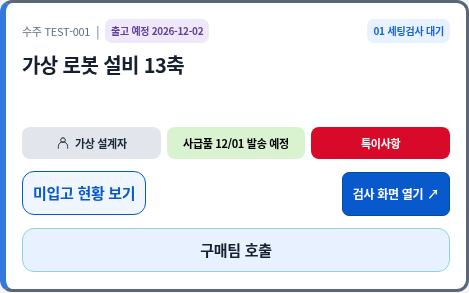 수주 TEST-001 | 출고 예정 2026-12-02 01 세팅검사 대기
가상 로봇 설비 13축
가상 설계자 사급품 12/01 발송 예정 특이사항
미입고 현황 보기 검사 화면 열기 ↗
구매팀 호출